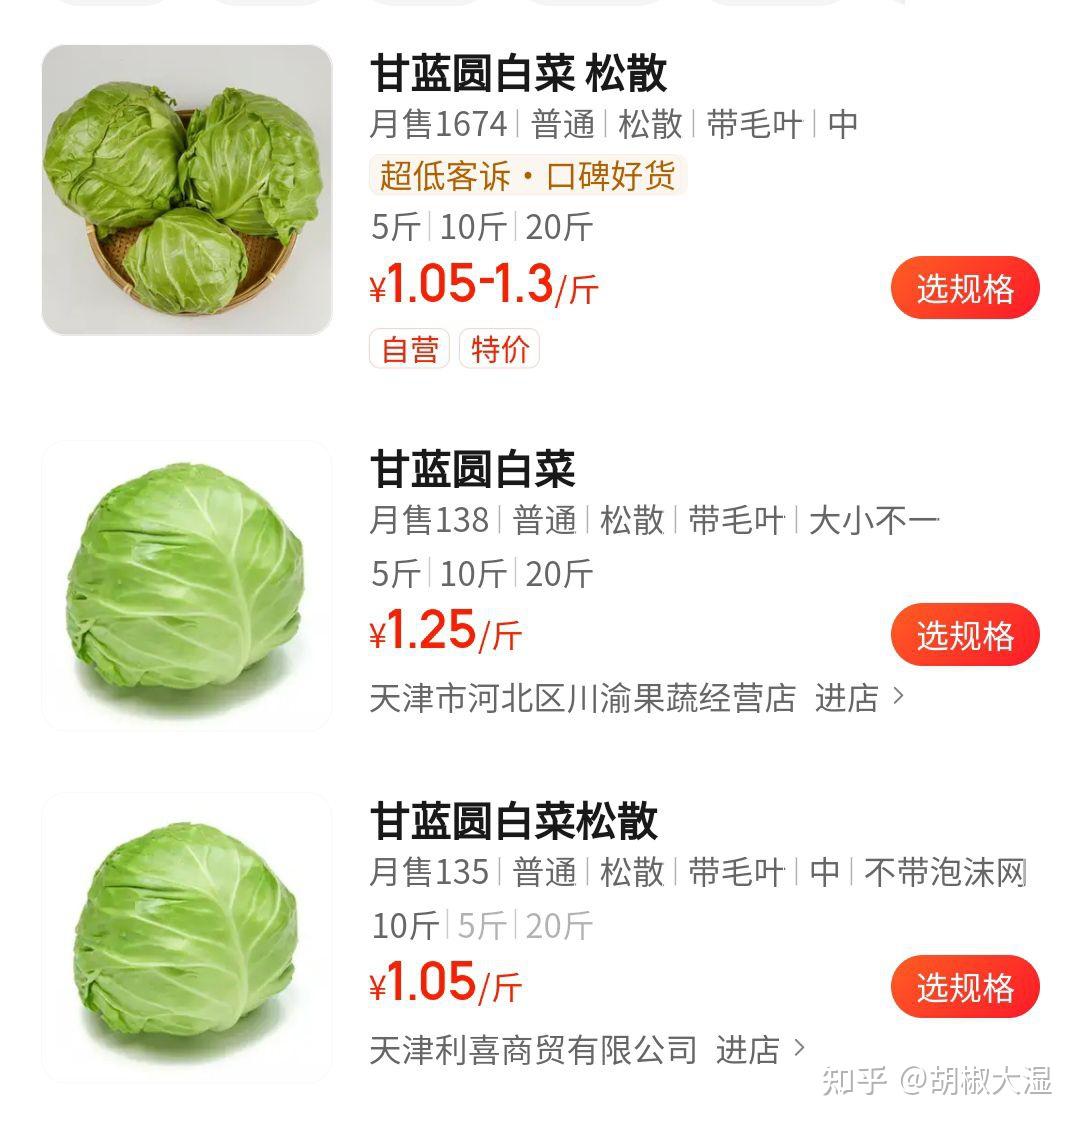 甘蓝圆白菜 松散
月售1674|普通|松散|带毛叶|中
超低客诉·口碑好货
5斤|10斤|20斤
¥1.05-1.3/斤
选规格
自营 特价
甘蓝圆白菜
月售138|普通|松散|带毛叶|大小不一
5斤|10斤|20斤
¥1.25/斤
选规格
天津市河北区川渝果蔬经营店 进店 >
甘蓝圆白菜松散
月售135|普通|松散|带毛叶|中|不带泡沫网
10斤|5斤|20斤
¥1.05/斤
选规格
天津利喜商贸有限公司 进店 >
知乎 @胡椒大湿